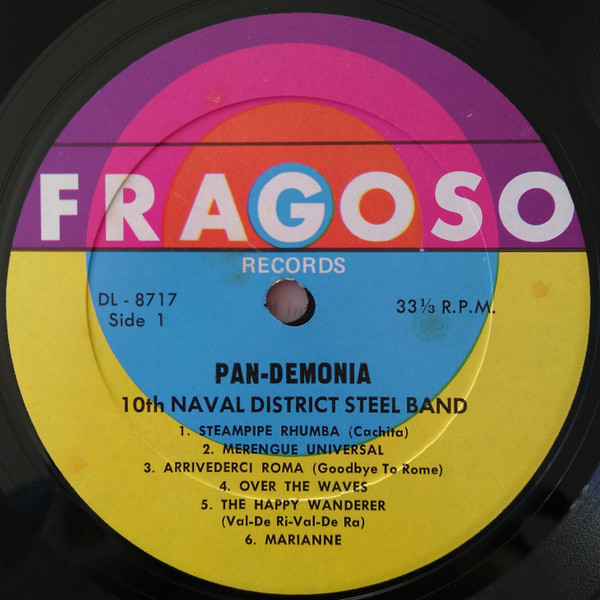 FRAGOSO
RECORDS
DL - 8717
Side 1
33⅓ R.P.M.
PAN-DEMONIA
10th NAVAL DISTRICT STEEL BAND
1. STEAMPIPE RHUMBA (Cachita)
2. MERENGUE UNIVERSAL
3. ARRIVEDERCI ROMA (Goodbye To Rome)
4. OVER THE WAVES
5. THE HAPPY WANDERER
(Val-De Ri-Val-De Ra)
6. MARIANNE